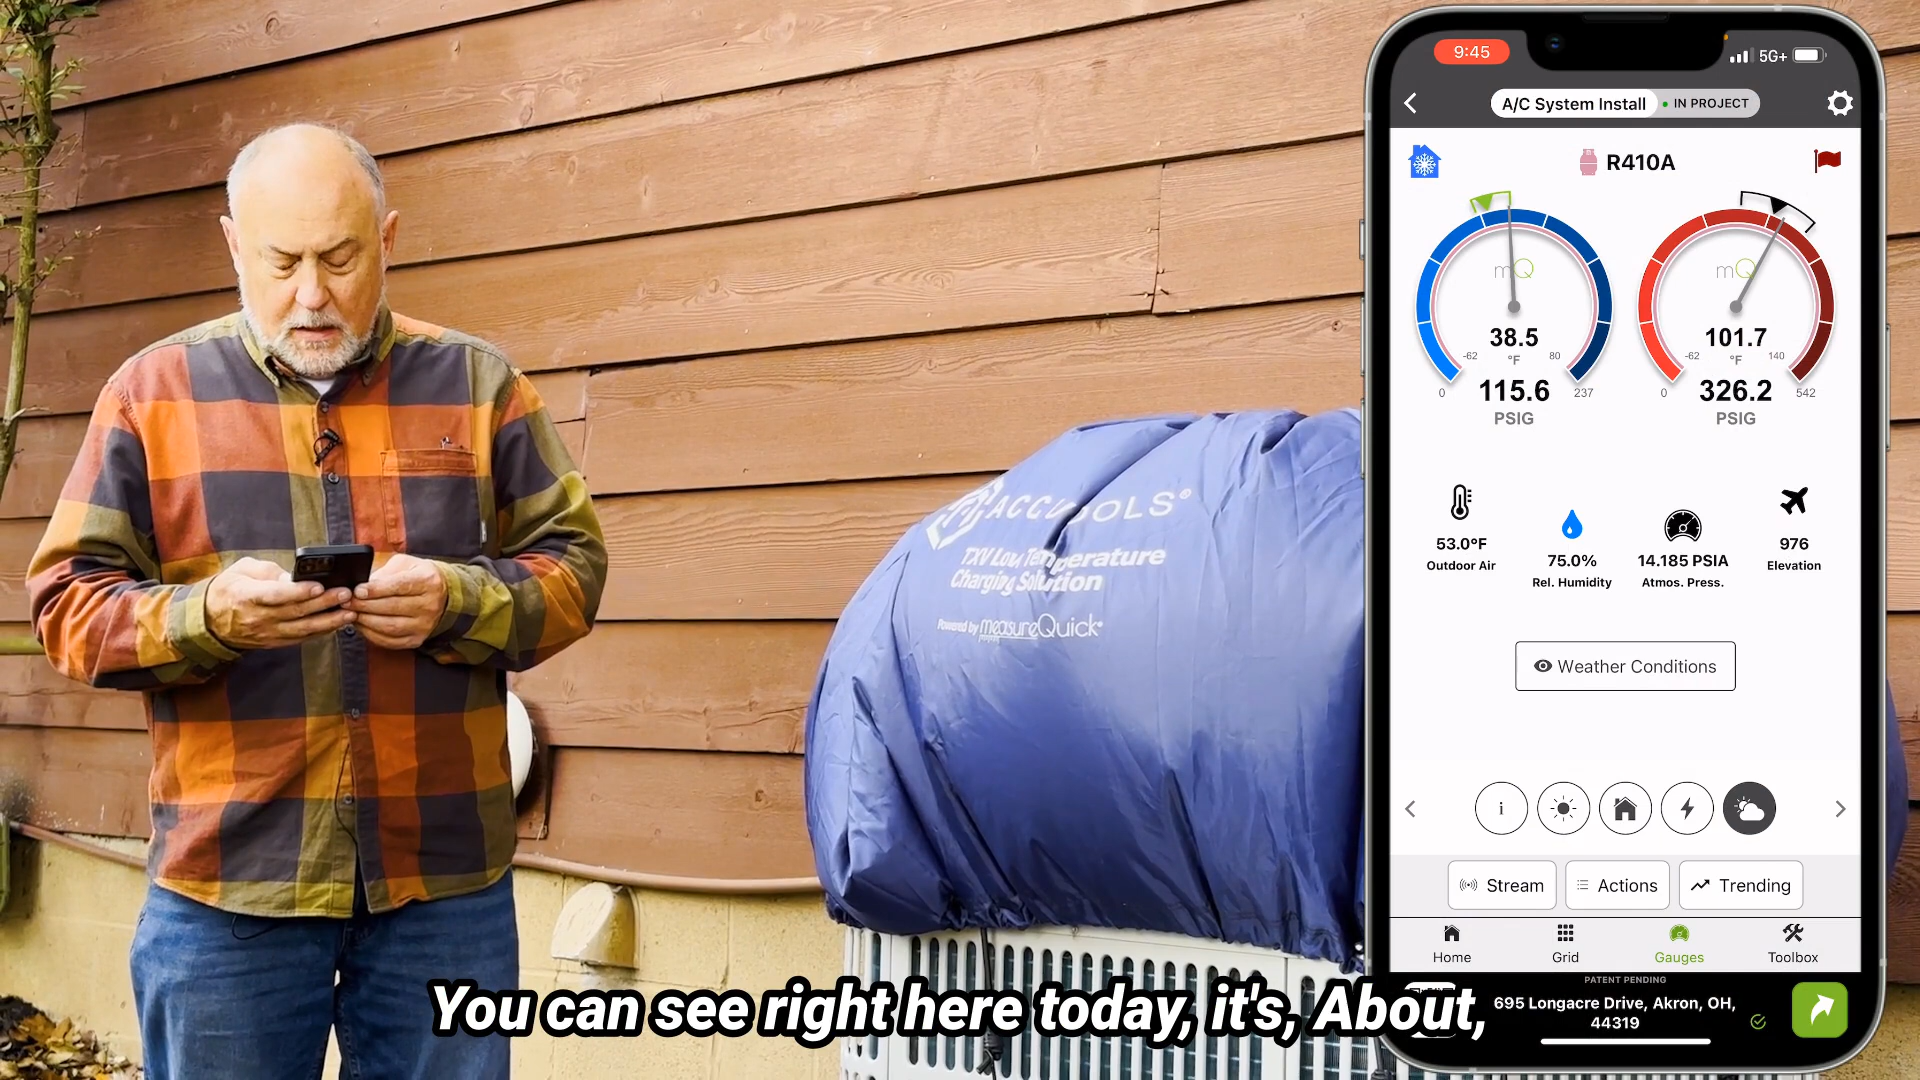 9:45
5G+
A/C System Install
IN PROJECT
R410A
mQ
mQ
38.5
°F
-62
80
115.6
0
237
PSIG
101.7
°F
-62
140
326.2
0
542
PSIG
53.0°F
Outdoor Air
75.0%
Rel. Humidity
14.185 PSIA
Atmos. Press.
976
Elevation
Weather Conditions
i
Stream
Actions
Trending
Home
Grid
Gauges
Toolbox
PATENT PENDING
695 Longacre Drive, Akron, OH,
44319
ACCUTOOLS®
TXV Low Temperature
Charging Solution
Powered by measureQuick
You can see right here today, it's, About,